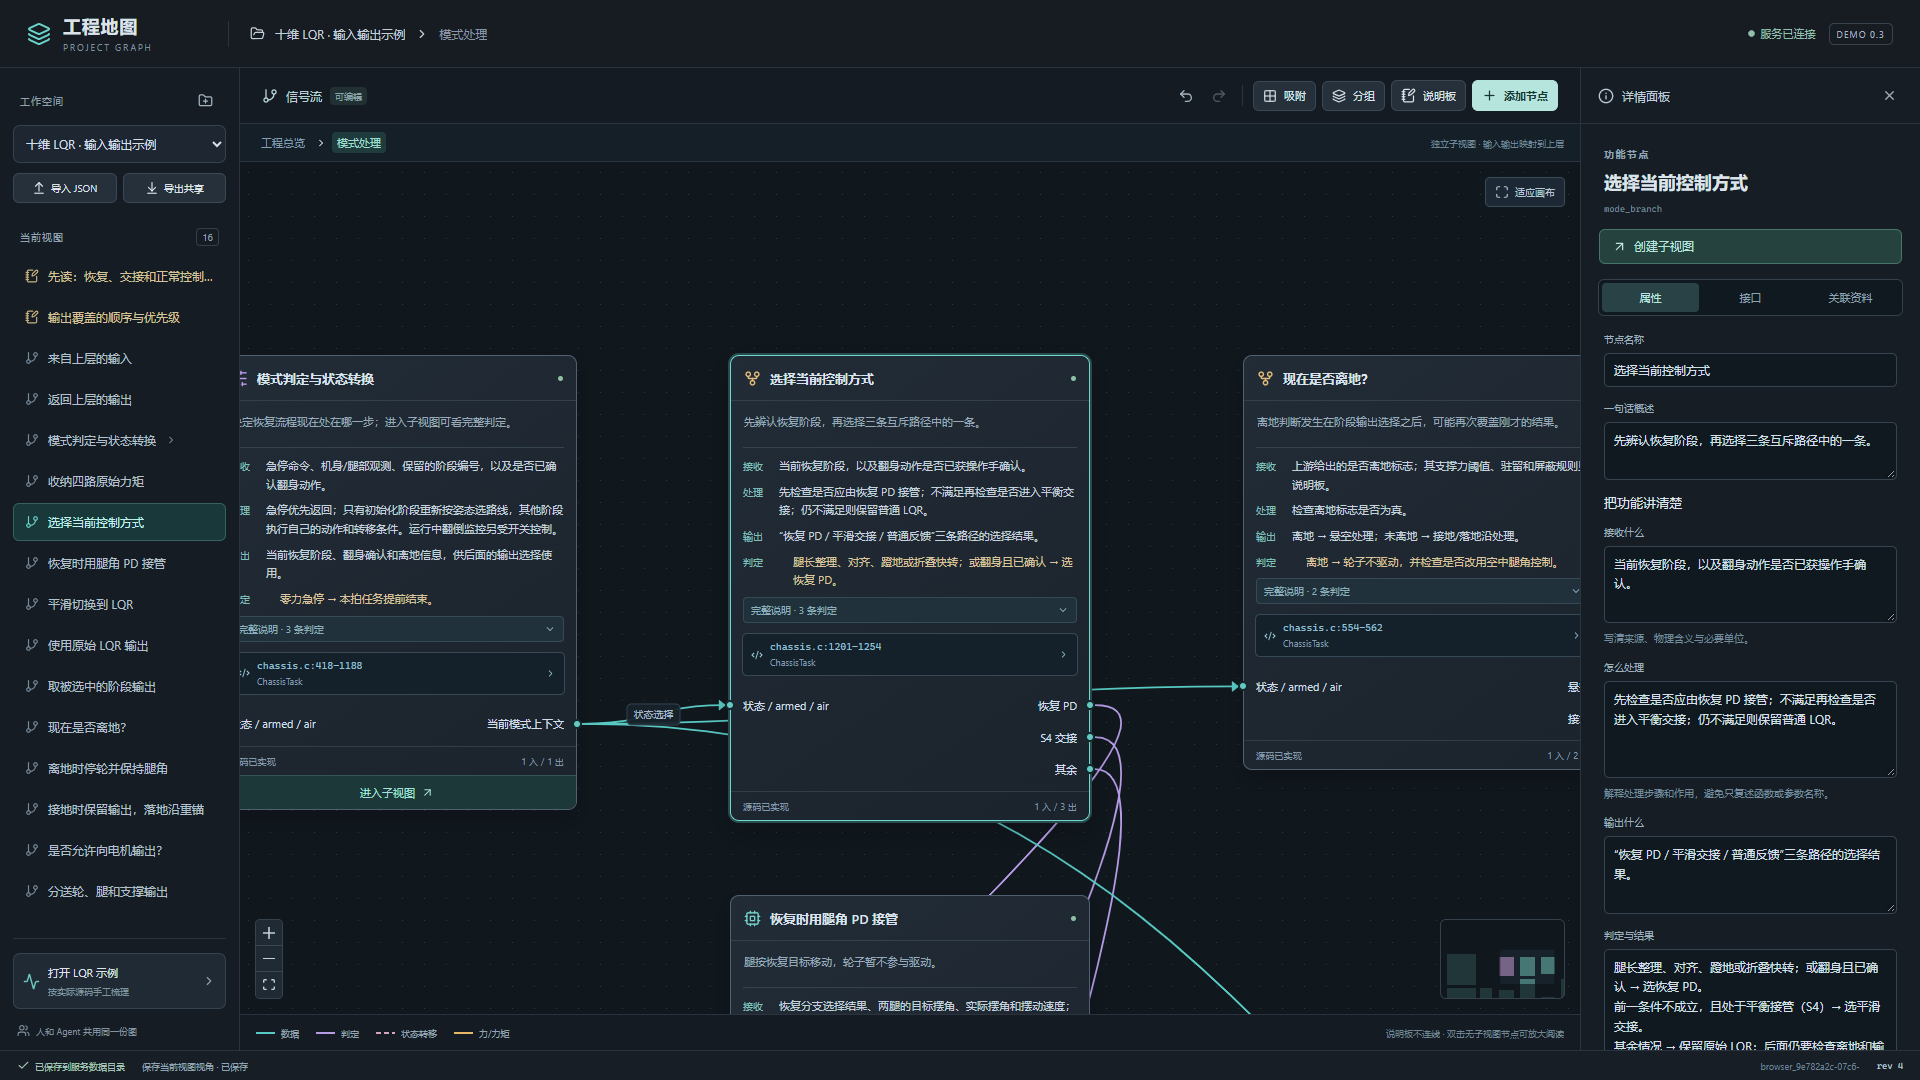 工程地图
PROJECT GRAPH
十维 LQR · 输入输出示例
模式处理
服务已连接
DEMO 0.3
工作空间
十维 LQR · 输入输出示例
导入 JSON
导出共享
当前视图
16
先读：恢复、交接和正常控制...
输出覆盖的顺序与优先级
来自上层的输入
返回上层的输出
模式判定与状态转换
收纳四路原始力矩
选择当前控制方式
恢复时用腿角 PD 接管
平滑切换到 LQR
使用原始 LQR 输出
取被选中的阶段输出
现在是否离地?
离地时停轮并保持腿角
接地时保留输出，落地沿重锚
是否允许向电机输出?
分送轮、腿和支撑输出
打开 LQR 示例
按实际源码手工梳理
人和 Agent 共用同一份图
信号流
可编辑
吸附
分组
说明板
添加节点
工程总览
模式处理
独立子视图 · 输入输出映射到上层
适应画布
模式判定与状态转换
定恢复流程现在处在哪一步；进入子视图可看完整判定。
收
急停命令、机身/腿部观测、保留的阶段编号，以及是否已确
认翻身动作。
理
急停优先返回；只有初始化阶段重新按姿态选路线，其他阶段
执行自己的动作和转移条件。运行中翻倒监控另受开关控制。
出
当前恢复阶段、翻身确认和离地信息，供后面的输出选择使
用。
定
零力急停 → 本拍任务提前结束。
完整说明 · 3 条判定
chassis.c:418–1188
ChassisTask
态 / armed / air
当前模式上下文
码已实现
1 入 / 1 出
进入子视图
状态选择
选择当前控制方式
先辨认恢复阶段，再选择三条互斥路径中的一条。
接收
当前恢复阶段，以及翻身动作是否已获操作手确认。
处理
先检查是否应由恢复 PD 接管；不满足再检查是否进入平衡交
接；仍不满足则保留普通 LQR。
输出
“恢复 PD / 平滑交接 / 普通反馈”三条路径的选择结果。
判定
腿长整理、对齐、蹬地或折叠快转；或翻身且已确认 → 选
恢复 PD。
完整说明 · 3 条判定
chassis.c:1201–1254
ChassisTask
状态 / armed / air
恢复 PD
S4 交接
其余
源码已实现
1 入 / 3 出
现在是否离地?
离地判断发生在阶段输出选择之后，可能再次覆盖刚才的结果。
接收
上游给出的是否离地标志；其支撑力阈值、驻留和屏蔽规则
说明板。
处理
检查离地标志是否为真。
输出
离地 → 悬空处理；未离地 → 接地/落地沿处理。
判定
离地 → 轮子不驱动，并检查是否改用空中腿角控制。
完整说明 · 2 条判定
chassis.c:554–562
ChassisTask
状态 / armed / air
悬
接
源码已实现
1 入 / 2
恢复时用腿角 PD 接管
腿按恢复目标移动，轮子暂不参与驱动。
接收
恢复分支选择结果、两腿的目标摆角、实际摆角和摆动速度；
数据
判定
状态转移
力/力矩
说明板不连线 · 双击无子视图节点可放大阅读
详情面板
功能节点
选择当前控制方式
mode_branch
创建子视图
属性
接口
关联资料
节点名称
选择当前控制方式
一句话概述
先辨认恢复阶段，再选择三条互斥路径中的一条。
把功能讲清楚
接收什么
当前恢复阶段，以及翻身动作是否已获操作手确
认。
写清来源、物理含义与必要单位。
怎么处理
先检查是否应由恢复 PD 接管；不满足再检查是否
进入平衡交接；仍不满足则保留普通 LQR。
解释处理步骤和作用，避免只复述函数或参数名称。
输出什么
“恢复 PD / 平滑交接 / 普通反馈”三条路径的选择结
果。
判定与结果
腿长整理、对齐、蹬地或折叠快转；或翻身且已确
认 → 选恢复 PD。
前一条件不成立，且处于平衡接管（S4）→ 选平滑
交接。
其余情况 → 保留原始 LQR；后面仍要检查离地和输
已保存到服务数据目录
保存当前视图视角 · 已保存
browser_9e782a2c-07c6-
rev 4